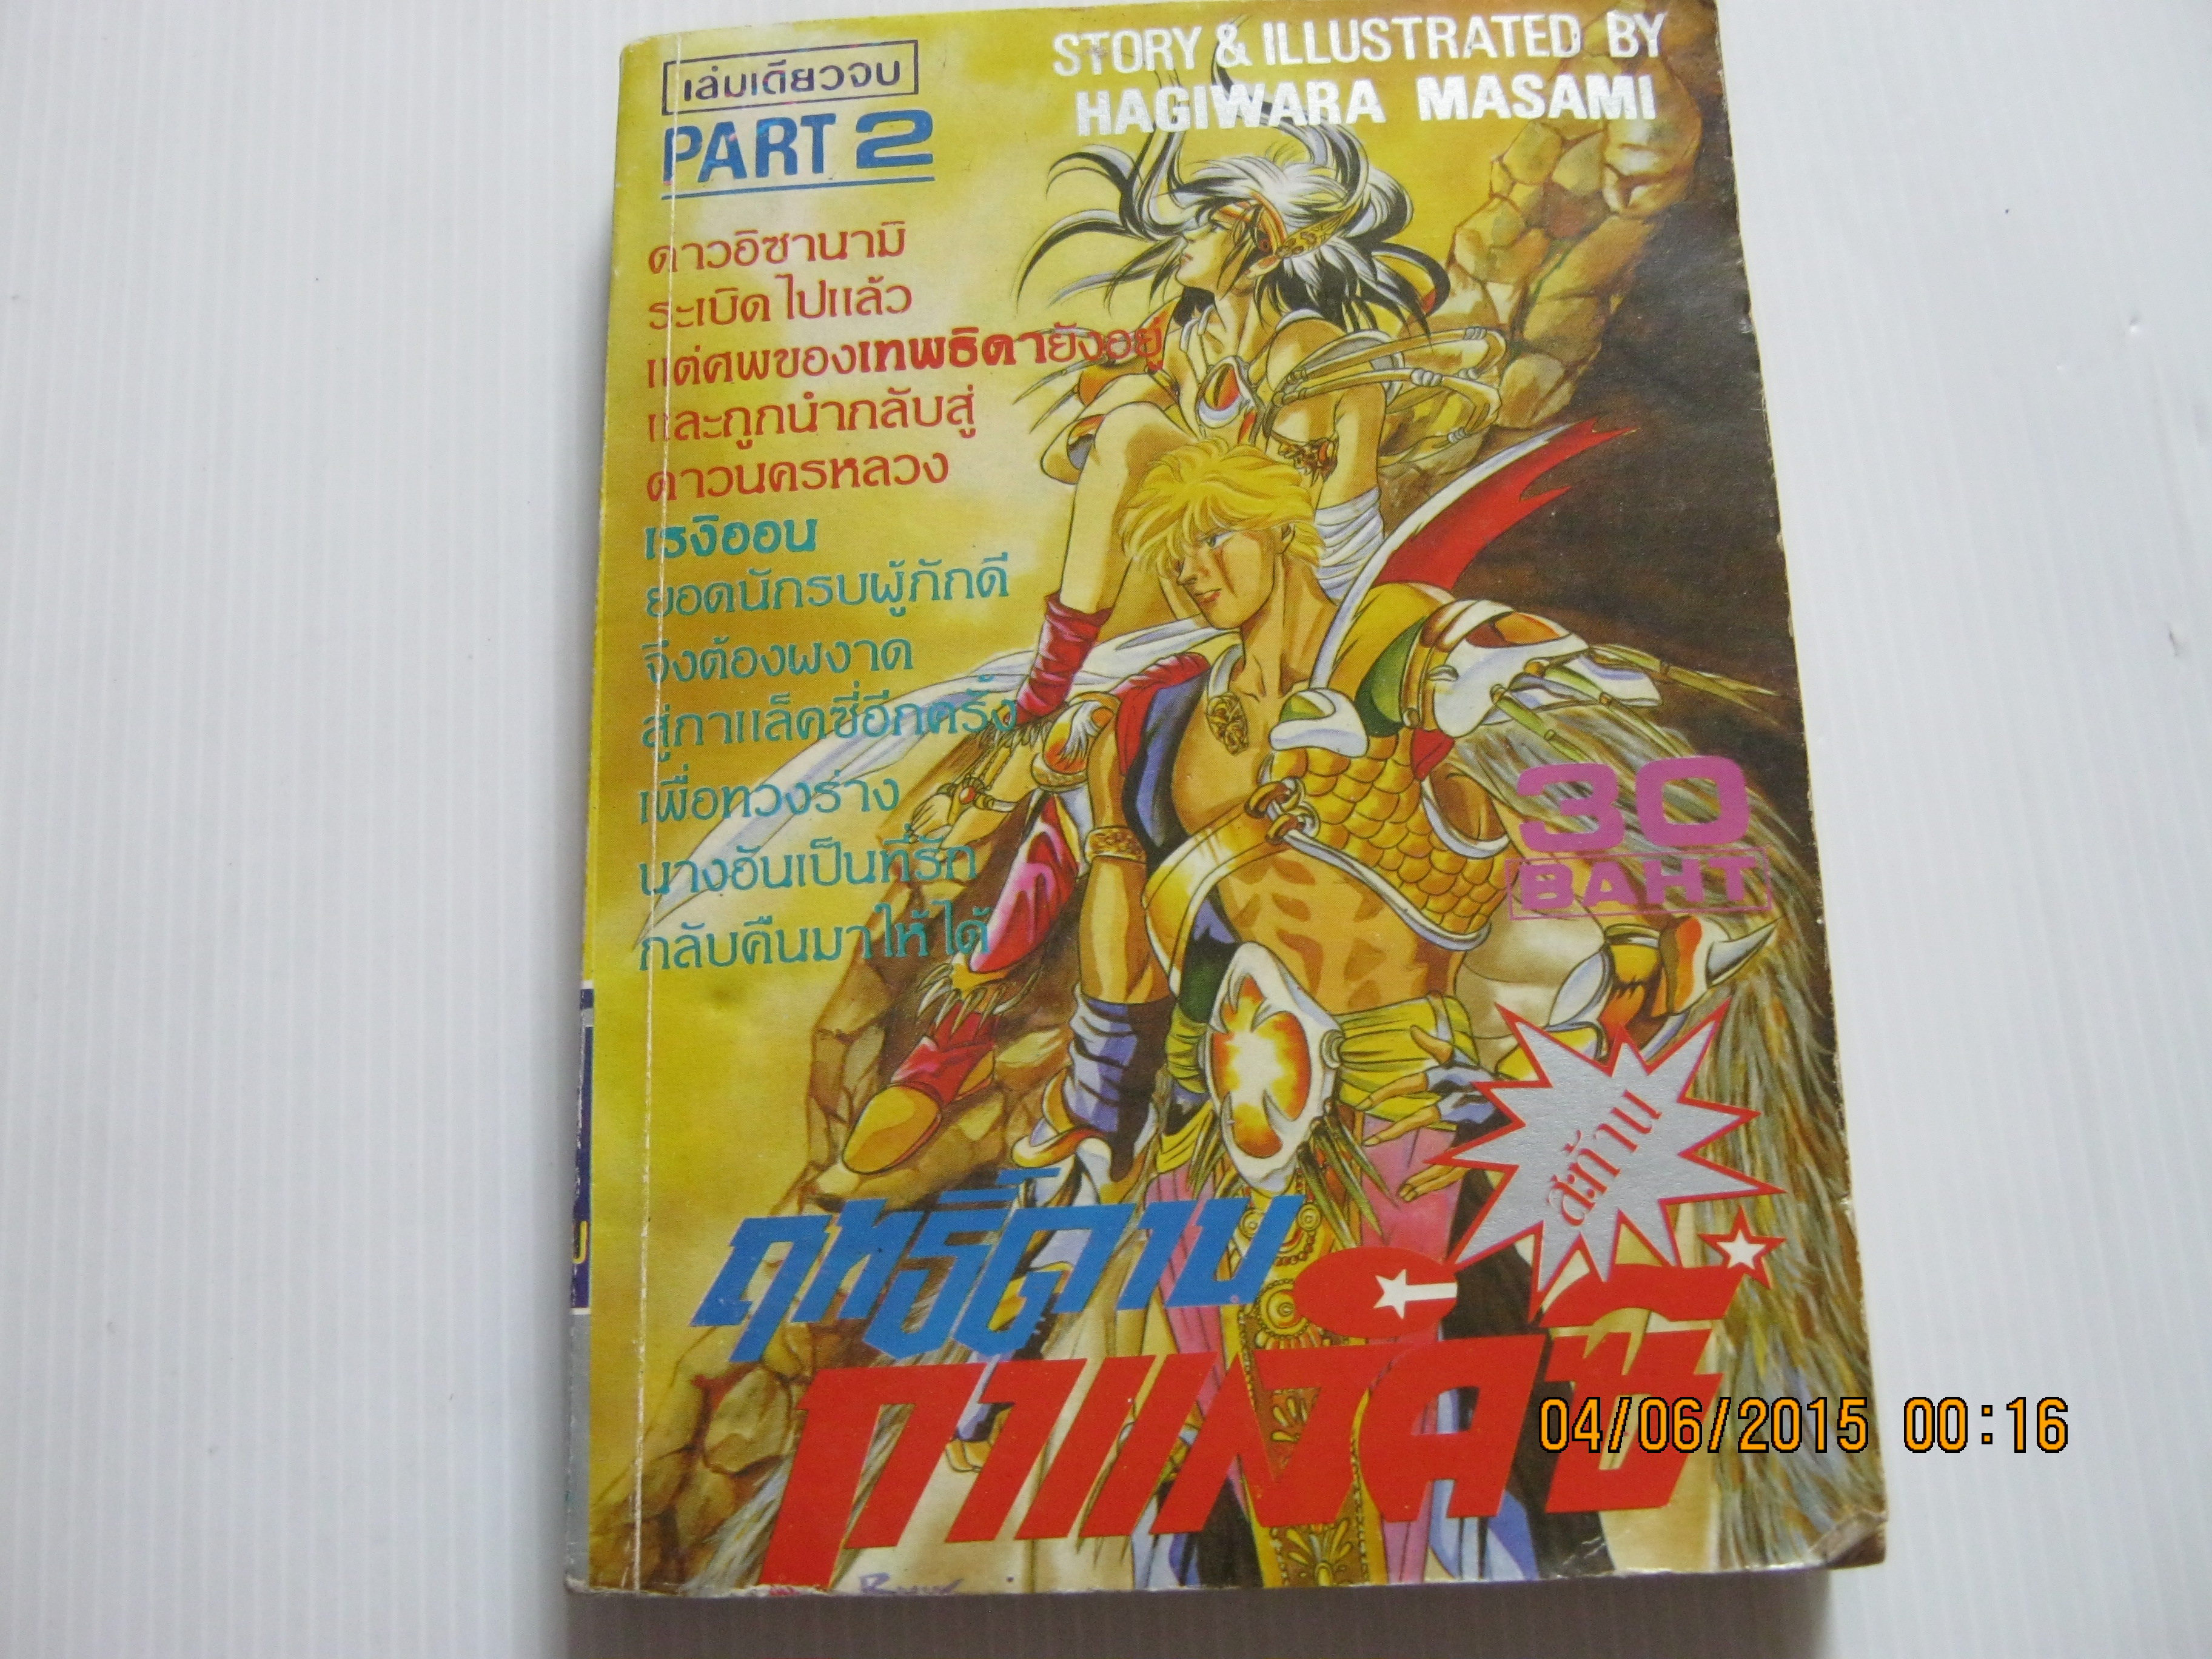 เล่มเดียวจบ
PART 2
STORY & ILLUSTRATED BY
HAGIWARA MASAMI
ดาวอิซานามิ
ระเบิดไปแล้ว
แต่ศพของเทพธิดายังอยู่
และถูกนำกลับสู่
ดาวนครหลวง
เรงิออน
ยอดนักรบผู้ภักดี
จึงต้องผงาด
สู่กาแล็คซี่อีกครั้ง
เพื่อทวงร่าง
นางอันเป็นที่รัก
กลับคืนมาให้ได้
30
BAHT
สะท้าน
ฤทธิ์ดาบ
กาแล็คซี่
04/06/2015 00:16